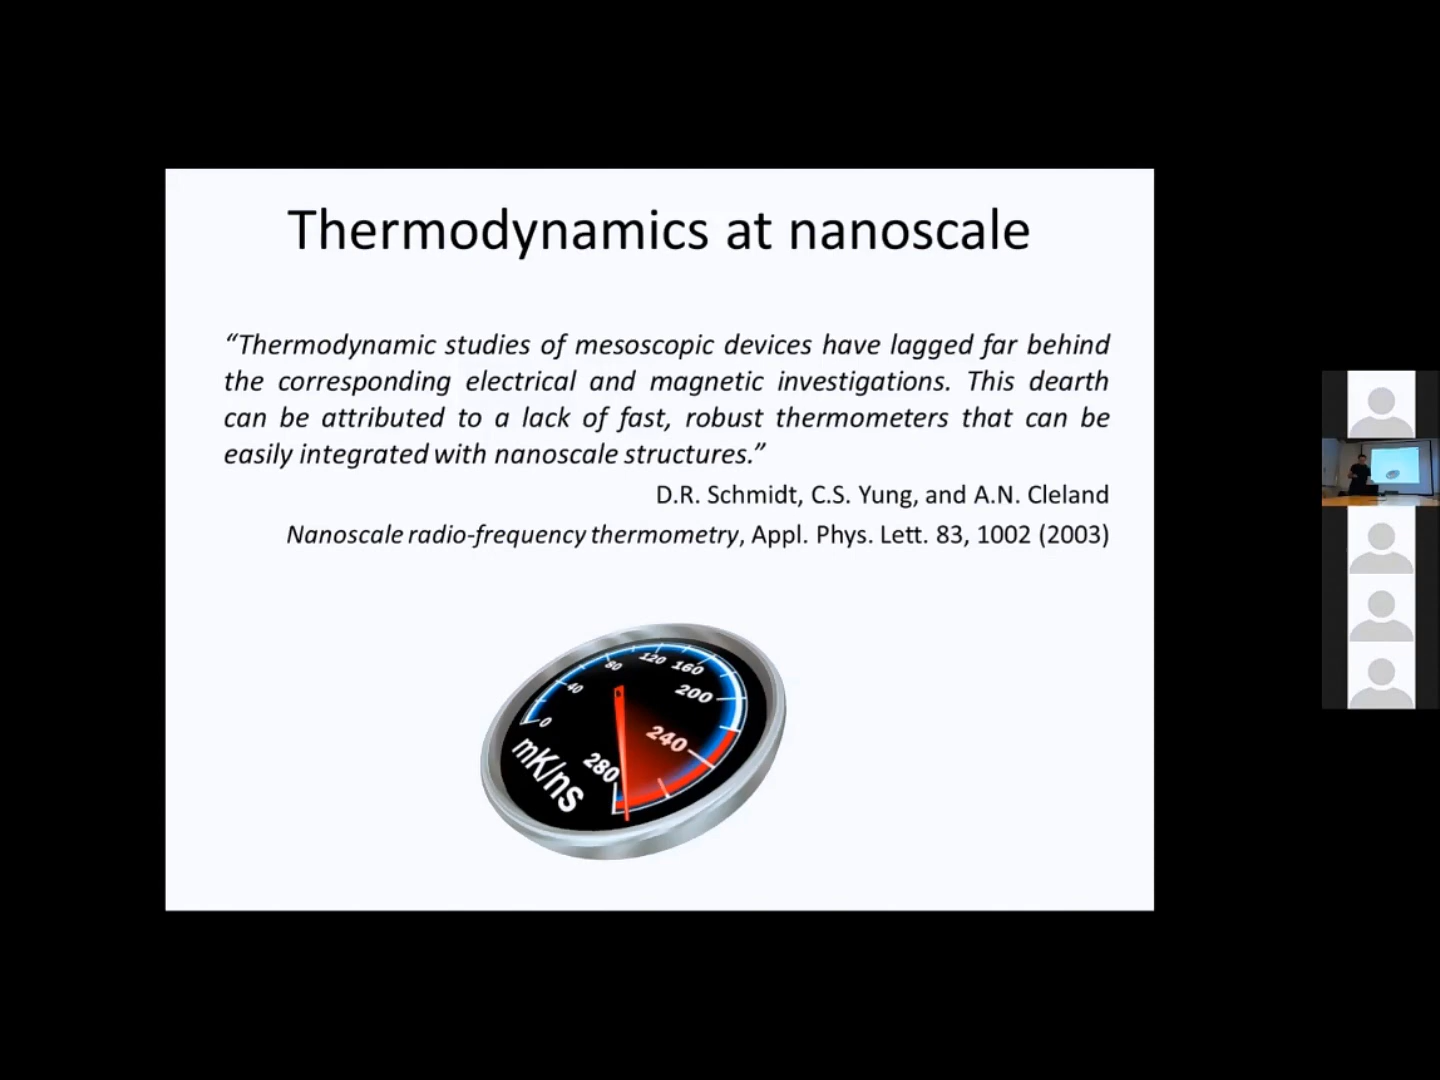 Thermodynamics at nanoscale
“Thermodynamic studies of mesoscopic devices have lagged far behind
the corresponding electrical and magnetic investigations. This dearth
can be attributed to a lack of fast, robust thermometers that can be
easily integrated with nanoscale structures.”
D.R. Schmidt, C.S. Yung, and A.N. Cleland
Nanoscale radio-frequency thermometry, Appl. Phys. Lett. 83, 1002 (2003)
0
40
80
120
160
200
240
280
mK/ns